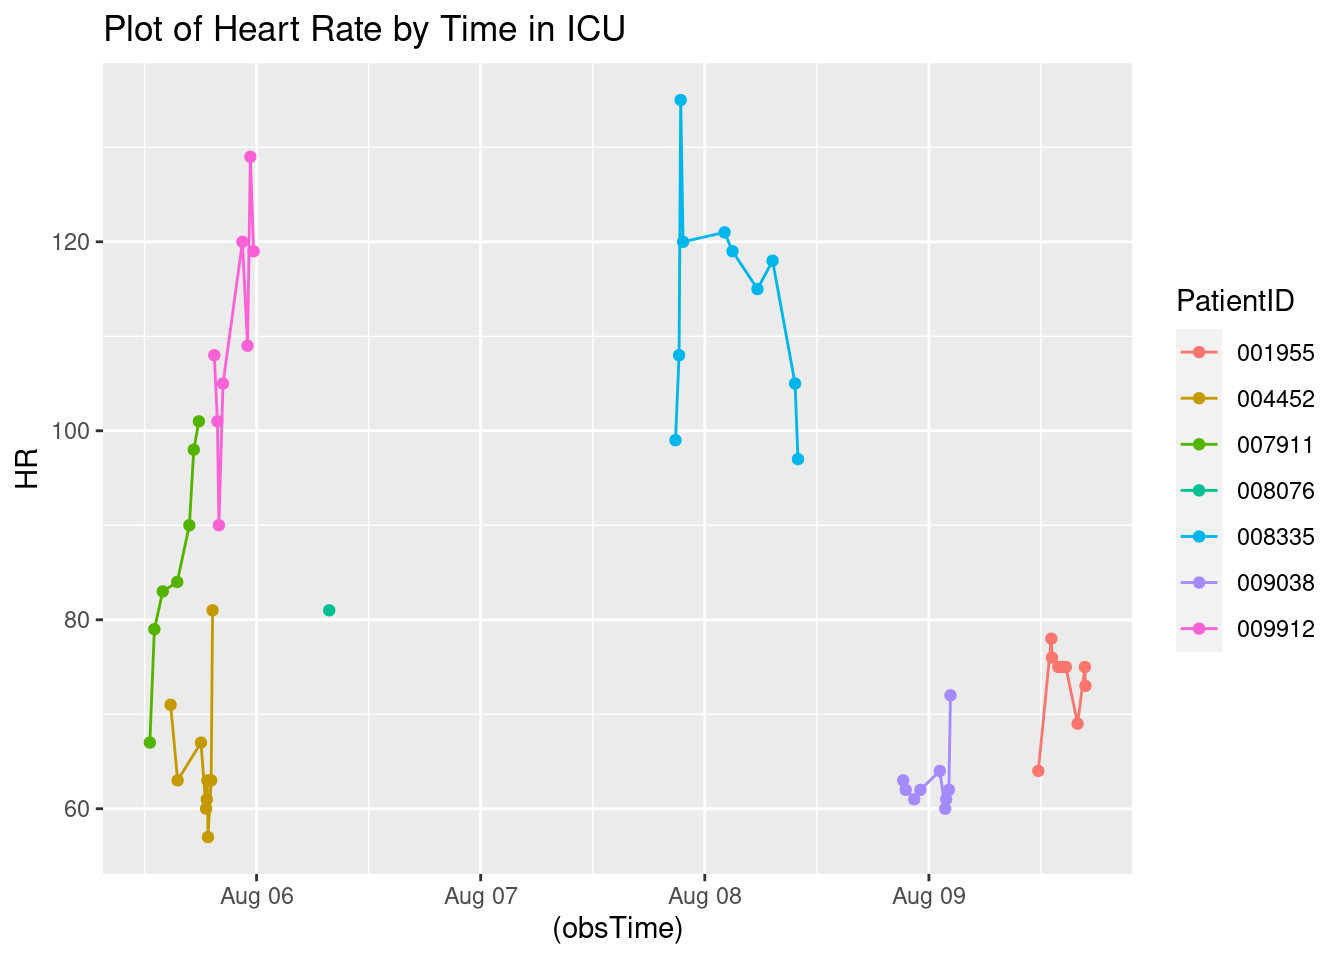 Plot of Heart Rate by Time in ICU
120
100
80
60
HR
Aug 06 Aug 07 Aug 08 Aug 09
(obsTime)
PatientID
001955
004452
007911
008076
008335
009038
009912